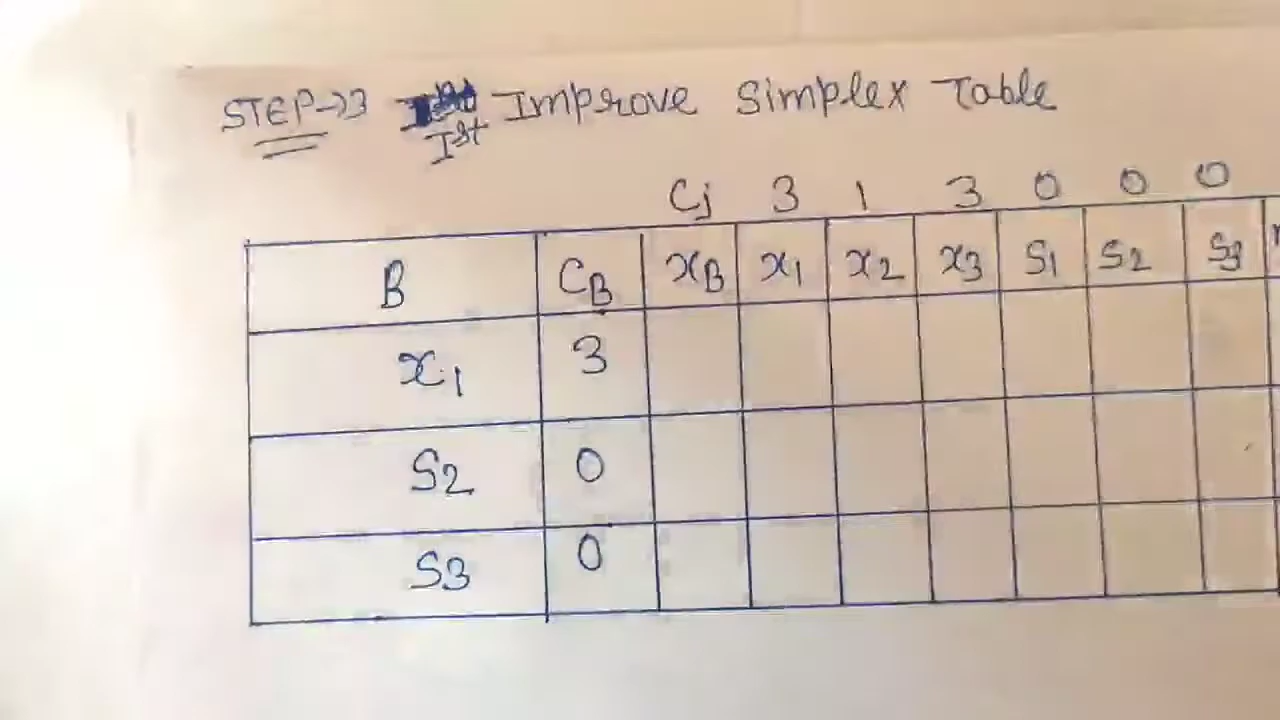 STEP→3 Improve Simplex Table
Ist
Cj 3 1 3 0 0 0
B CB xB x1 x2 x3 S1 S2 S3
x1 3
S2 0
S3 0